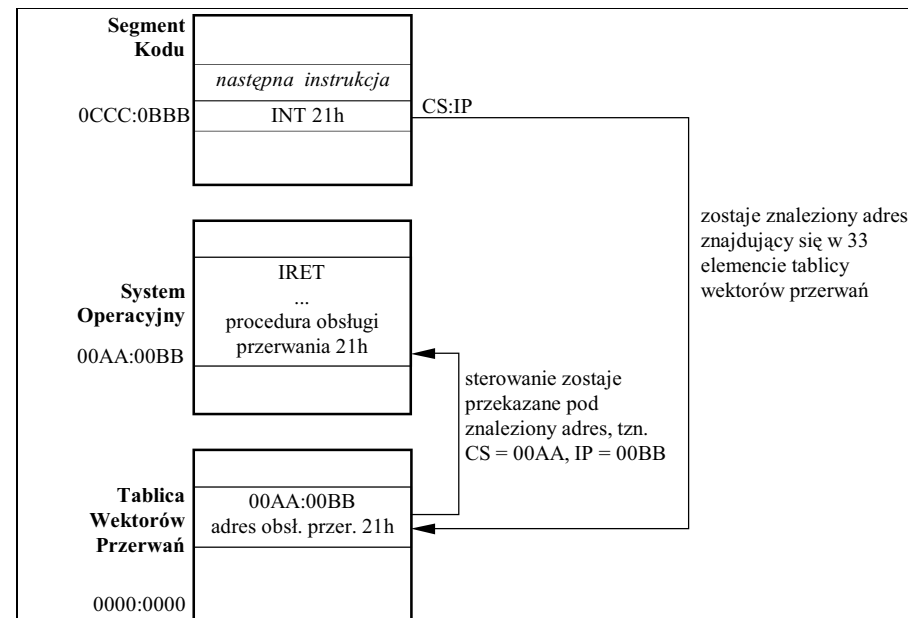 Segment
Kodu
następna instrukcja
0CCC:0BBB
INT 21h
CS:IP
zostaje znaleziony adres
znajdujący się w 33
elemencie tablicy
wektorów przerwań
System
Operacyjny
00AA:00BB
IRET
...
procedura obsługi
przerwania 21h
sterowanie zostaje
przekazane pod
znaleziony adres, tzn.
CS = 00AA, IP = 00BB
Tablica
Wektorów
Przerwań
00AA:00BB
adres obsł. przer. 21h
0000:0000